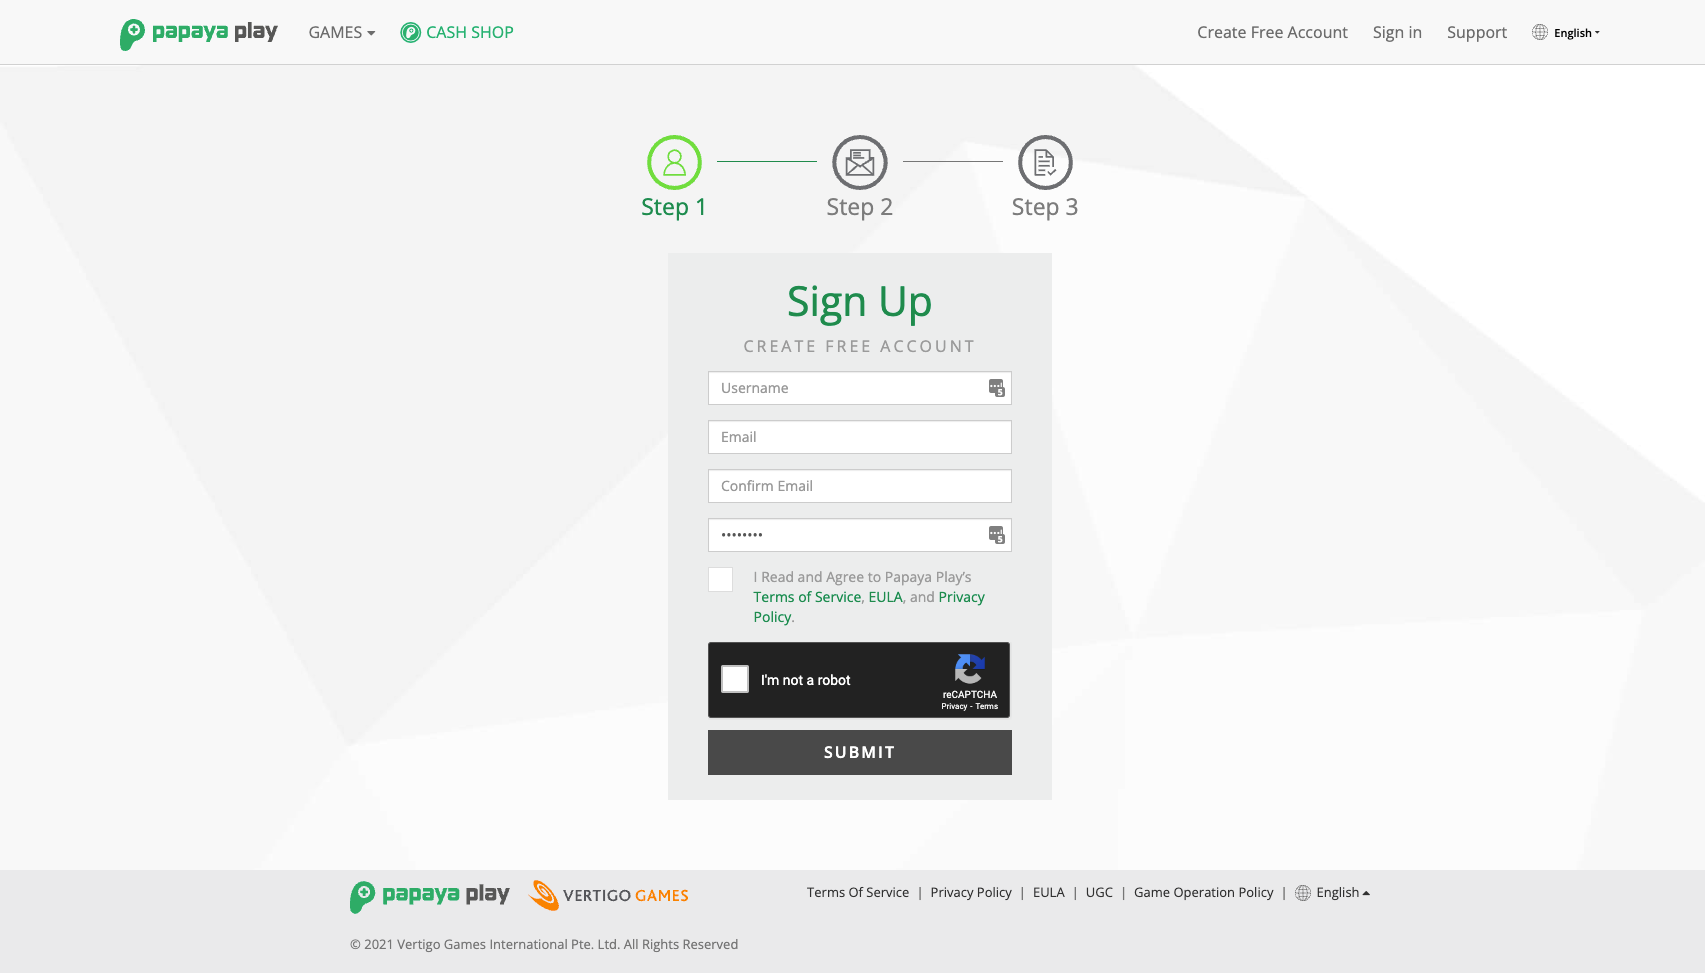 papaya play
GAMES
CASH SHOP
Create Free Account
Sign in
Support
English
Step 1
Step 2
Step 3
Sign Up
CREATE FREE ACCOUNT
Username
5
Email
Confirm Email
••••••••
5
I Read and Agree to Papaya Play's
Terms of Service, EULA, and Privacy
Policy.
I'm not a robot
reCAPTCHA
Privacy - Terms
SUBMIT
papaya play
VERTIGO GAMES
Terms Of Service | Privacy Policy | EULA | UGC | Game Operation Policy | English
© 2021 Vertigo Games International Pte. Ltd. All Rights Reserved